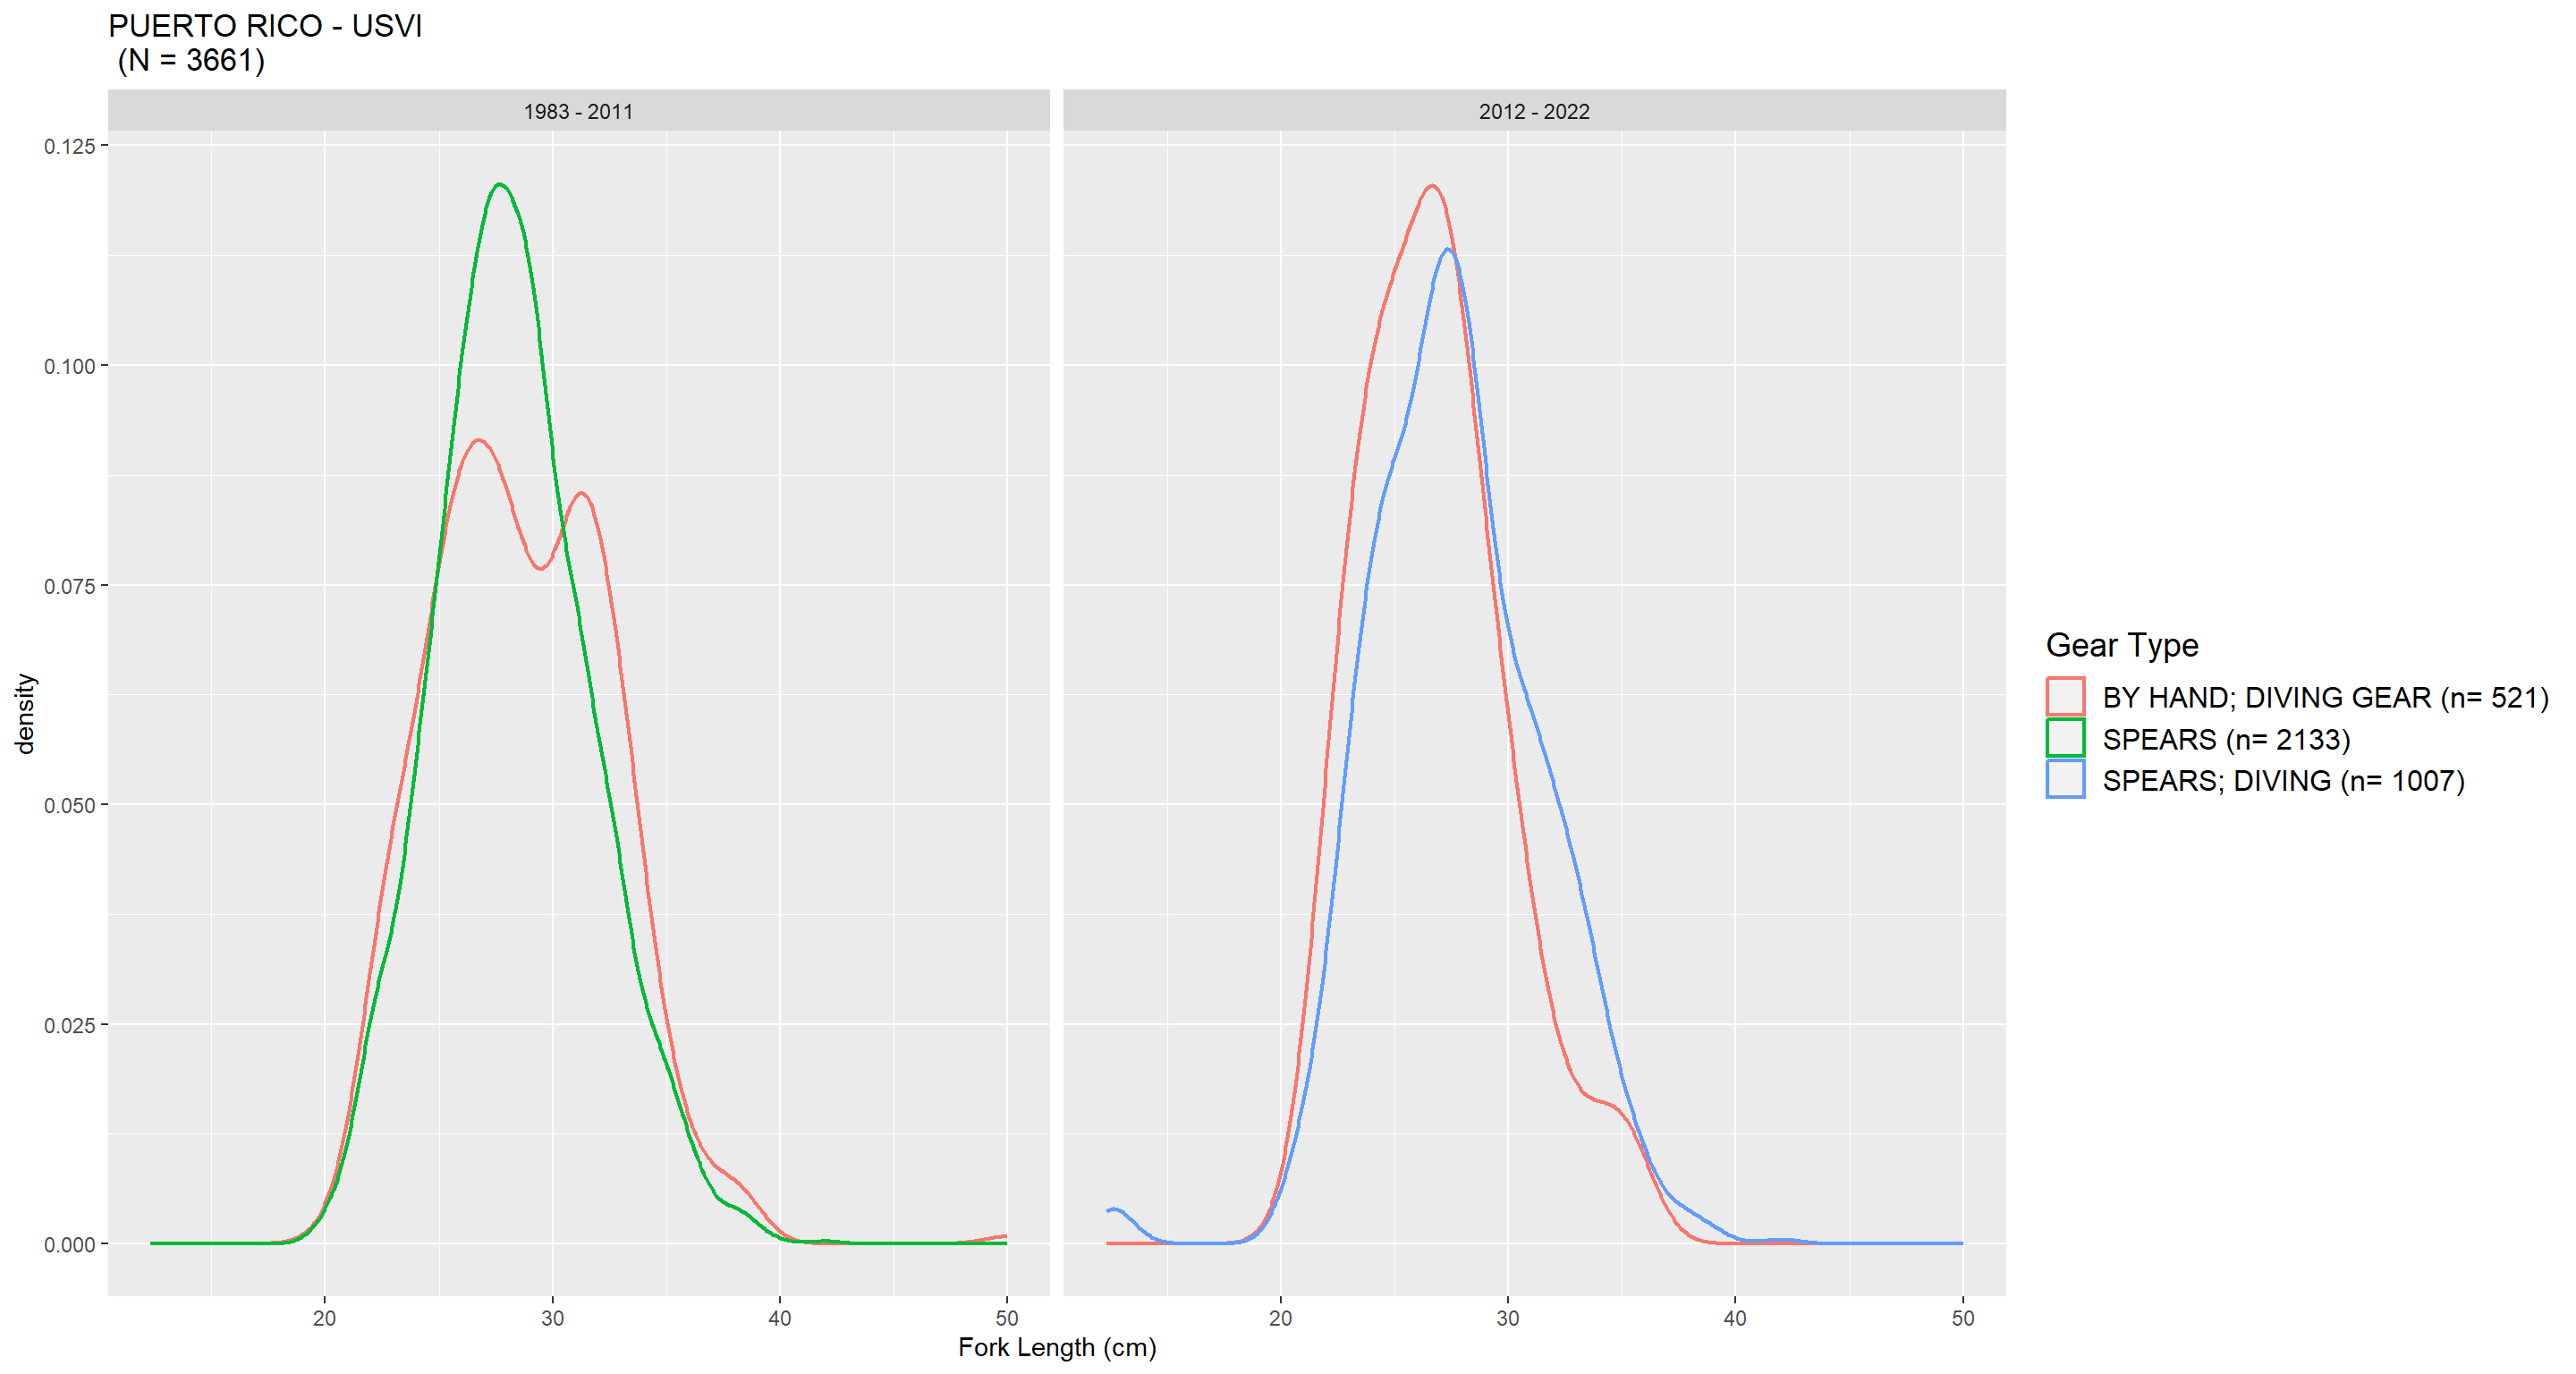 PUERTO RICO - USVI
(N = 3661)
1983 - 2011
2012 - 2022
0.125
0.100
0.075
0.050
0.025
0.000
density
20
30
40
50
20
30
40
50
Fork Length (cm)
Gear Type
BY HAND; DIVING GEAR (n= 521)
SPEARS (n= 2133)
SPEARS; DIVING (n= 1007)